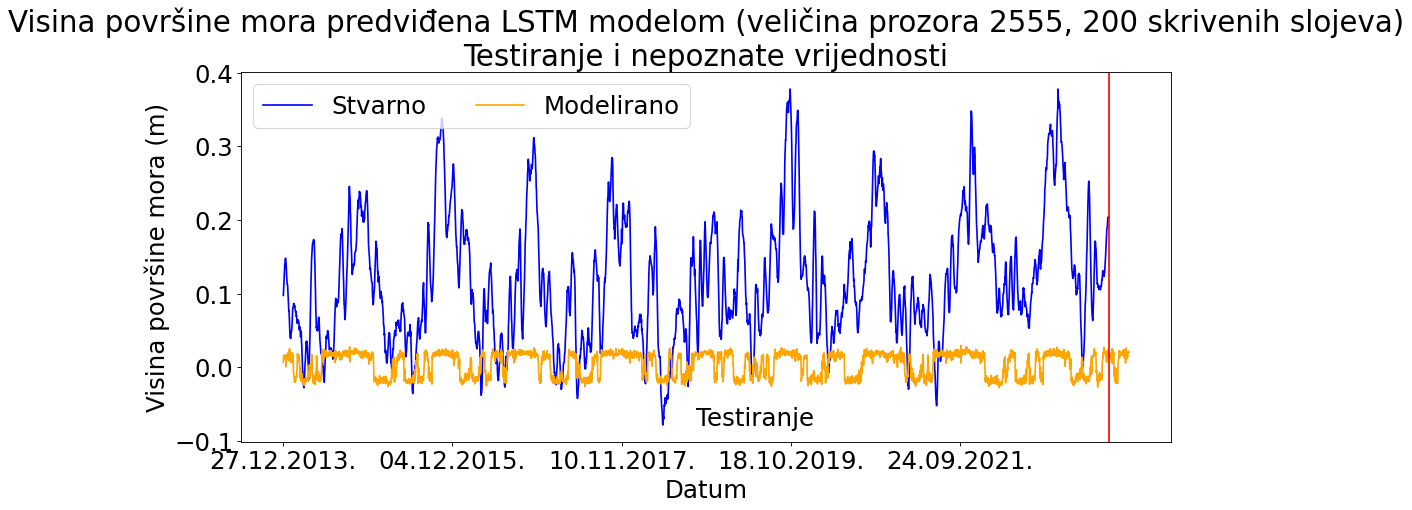 Visina površine mora predviđena LSTM modelom (veličina prozora 2555, 200 skrivenih slojeva)
Testiranje i nepoznate vrijednosti
Stvarno Modelirano
Visina površine mora (m)
0.4
0.3
0.2
0.1
0.0
−0.1
Testiranje
27.12.2013. 04.12.2015. 10.11.2017. 18.10.2019. 24.09.2021.
Datum